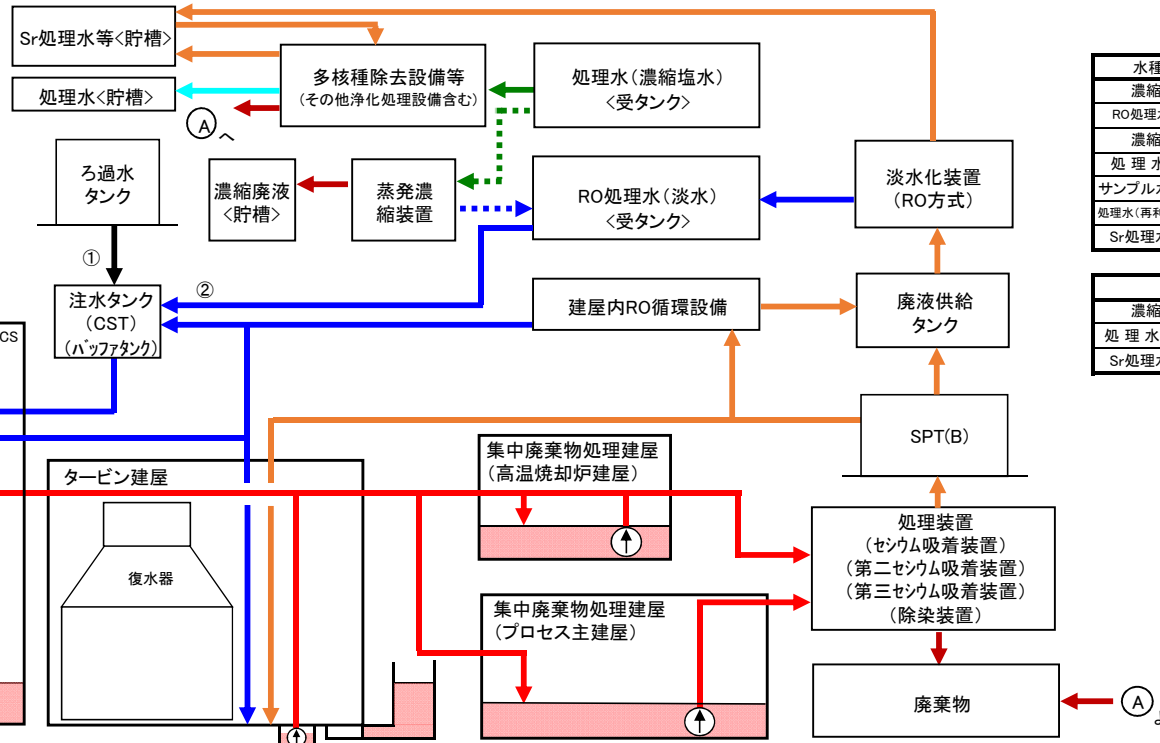 Sr処理水等<貯槽>
処理水<貯槽>
多核種除去設備等
(その他浄化処理設備含む)
A
へ
処理水(濃縮塩水)
<受タンク>
ろ過水
タンク
濃縮廃液
<貯槽>
蒸発濃
縮装置
RO処理水(淡水)
<受タンク>
淡水化装置
(RO方式)
①
②
注水タンク
(CST)
(バッファタンク)
建屋内RO循環設備
廃液供給
タンク
CS
SPT(B)
タービン建屋
復水器
集中廃棄物処理建屋
(高温焼却炉建屋)
集中廃棄物処理建屋
(プロセス主建屋)
処理装置
(セシウム吸着装置)
(第二セシウム吸着装置)
(第三セシウム吸着装置)
(除染装置)
廃棄物
A
水種
濃縮
RO処理水
濃縮
処理水
サンプル水
処理水(再利
Sr処理水
濃縮
処理水
Sr処理水